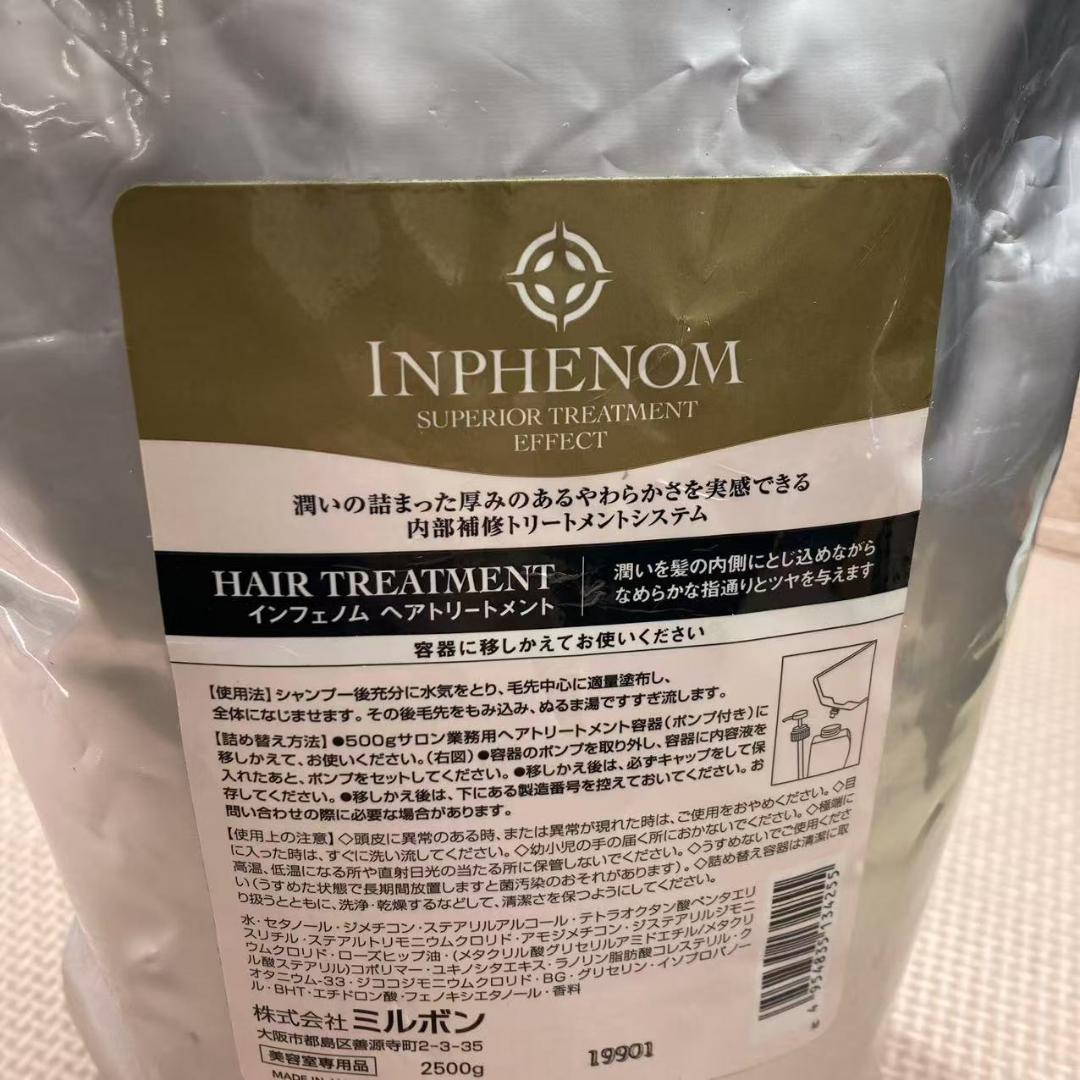 INPHENOM
SUPERIOR TREATMENT
EFFECT
潤いの詰まった厚みのあるやわらかさを実感できる
内部補修トリートメントシステム
HAIR TREATMENT
インフェノム ヘアトリートメント
潤いを髪の内側にとじ込めながら
なめらかな指通りとツヤを与えます
容器に移しかえてお使いください
【使用法】シャンプー後充分に水気をとり、毛先中心に適量塗布し、
全体になじませます。その後毛先をもみ込み、ぬるま湯ですすぎ流します。
【詰め替え方法】●500gサロン業務用ヘアトリートメント容器(ポンプ付き)に
移しかえて、お使いください。(右図)●容器のポンプを取り外し、容器に内容液を
入れたあと、ポンプをセットしてください。●移しかえ後は、必ずキャップをして保
存してください。●移しかえ後は、下にある製造番号を控えておいてください。お
問い合わせの際に必要な場合があります。
【使用上の注意】◇頭皮に異常のある時、または異常が現れた時は、ご使用をおやめください。◇目
に入った時は、すぐに洗い流してください。◇幼小児の手の届く所におかないでください。◇極端に
高温、低温になる所や直射日光の当たる所に保管しないでください。◇うすめないでご使用くださ
い(うすめた状態で長期間放置しますと菌汚染のおそれがあります)。◇詰め替え容器は清潔に取
り扱うとともに、洗浄・乾燥するなどして、清潔さを保つようにしてください。
水・セタノール・ジメチコン・ステアリルアルコール・テトラオクタン酸ペンタエリ
スリチル・ステアルトリモニウムクロリド・アモジメチコン・ジステアリルジモニ
ウムクロリド・ローズヒップ油・(メタクリル酸グリセリルアミドエチル/メタクリ
ル酸ステアリル)コポリマー・ユキノシタエキス・ラノリン脂肪酸コレステリル・ク
オタニウム-33・ジココジモニウムクロリド・BG・グリセリン・イソプロパノー
ル・BHT・エチドロン酸・フェノキシエタノール・香料
4 954835 134255
株式会社 ミルボン
大阪市都島区善源寺町2-3-35
美容室専用品 2500g
19901
MADE IN